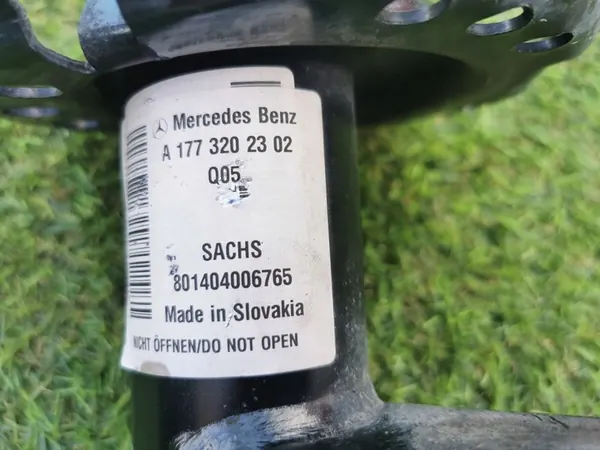 Mercedes Benz
A 177 320 23 02
Q05
SACHS
801404006765
Made in Slovakia
NICHT ÖFFNEN/DO NOT OPEN